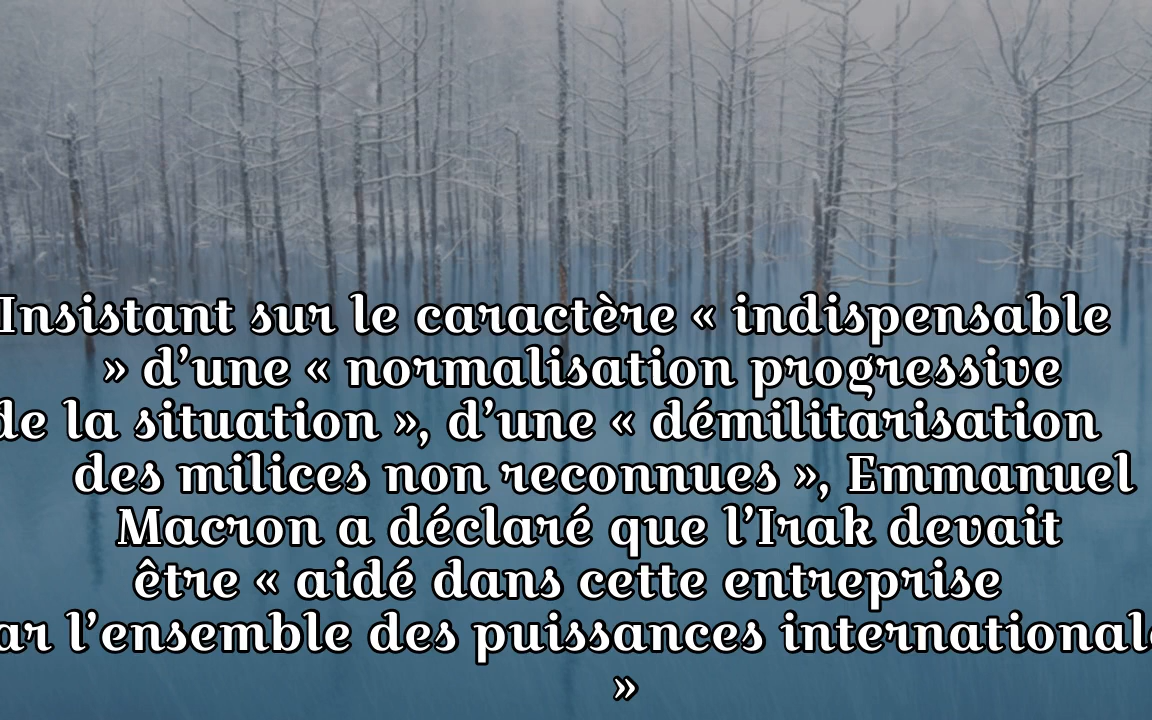 Insistant sur le caractère « indispensable
» d’une « normalisation progressive
de la situation », d’une « démilitarisation
des milices non reconnues », Emmanuel
Macron a déclaré que l’Irak devait
être « aidé dans cette entreprise
ar l’ensemble des puissances international
»